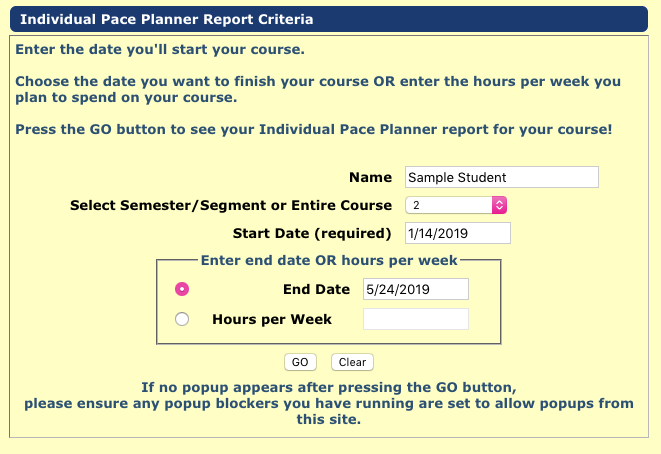 Individual Pace Planner Report Criteria
Enter the date you'll start your course.
Choose the date you want to finish your course OR enter the hours per week you
plan to spend on your course.
Press the GO button to see your Individual Pace Planner report for your course!
Name Sample Student
Select Semester/Segment or Entire Course 2
Start Date (required) 1/14/2019
Enter end date OR hours per week
End Date 5/24/2019
Hours per Week
GO Clear
If no popup appears after pressing the GO button,
please ensure any popup blockers you have running are set to allow popups from
this site.